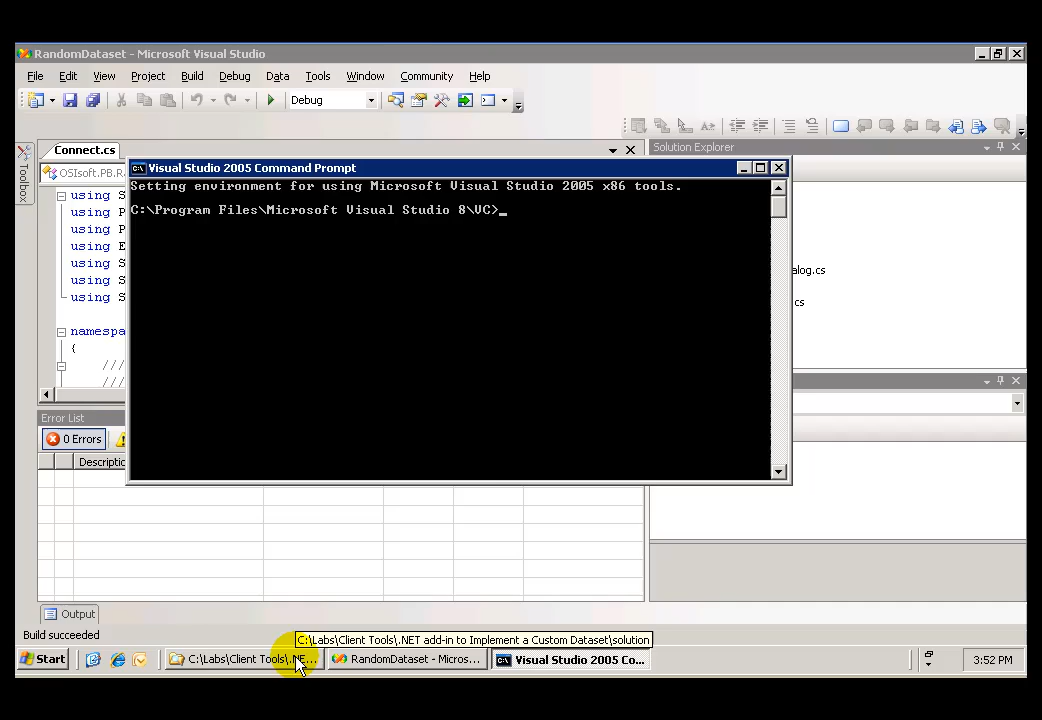 RandomDataset - Microsoft Visual Studio
File Edit View Project Build Debug Data Tools Window Community Help
Debug
Connect.cs
Solution Explorer
Toolbox
OSIsoft.PB.R
Visual Studio 2005 Command Prompt
Setting environment for using Microsoft Visual Studio 2005 x86 tools.
C:\Program Files\Microsoft Visual Studio 8\VC>_
using S
using P
using P
using E
using S
using S
using S
namespa
{
///
///
alog.cs
cs
Error List
0 Errors
Descriptio
Output
Build succeeded
C:\Labs\Client Tools\.NET add-in to Implement a Custom Dataset\solution
Start
C:\Labs\Client Tools\.NE...
RandomDataset - Micros...
Visual Studio 2005 Co...
3:52 PM